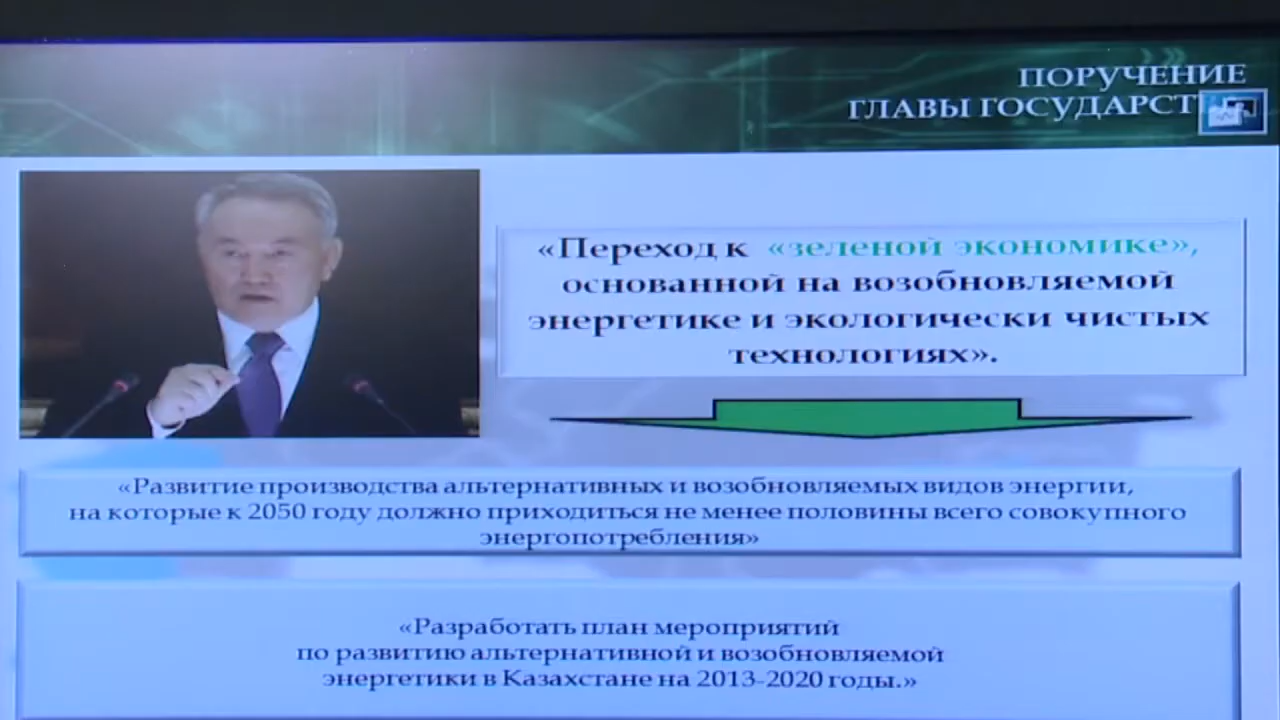 ПОРУЧЕНИЕ
ГЛАВЫ ГОСУДАРСТ
«Переход к «зеленой экономике»,
основанной на возобновляемой
энергетике и экологически чистых
технологиях».
«Развитие производства альтернативных и возобновляемых видов энергии,
на которые к 2050 году должно приходиться не менее половины всего совокупного
энергопотребления»
«Разработать план мероприятий
по развитию альтернативной и возобновляемой
энергетики в Казахстане на 2013-2020 годы.»